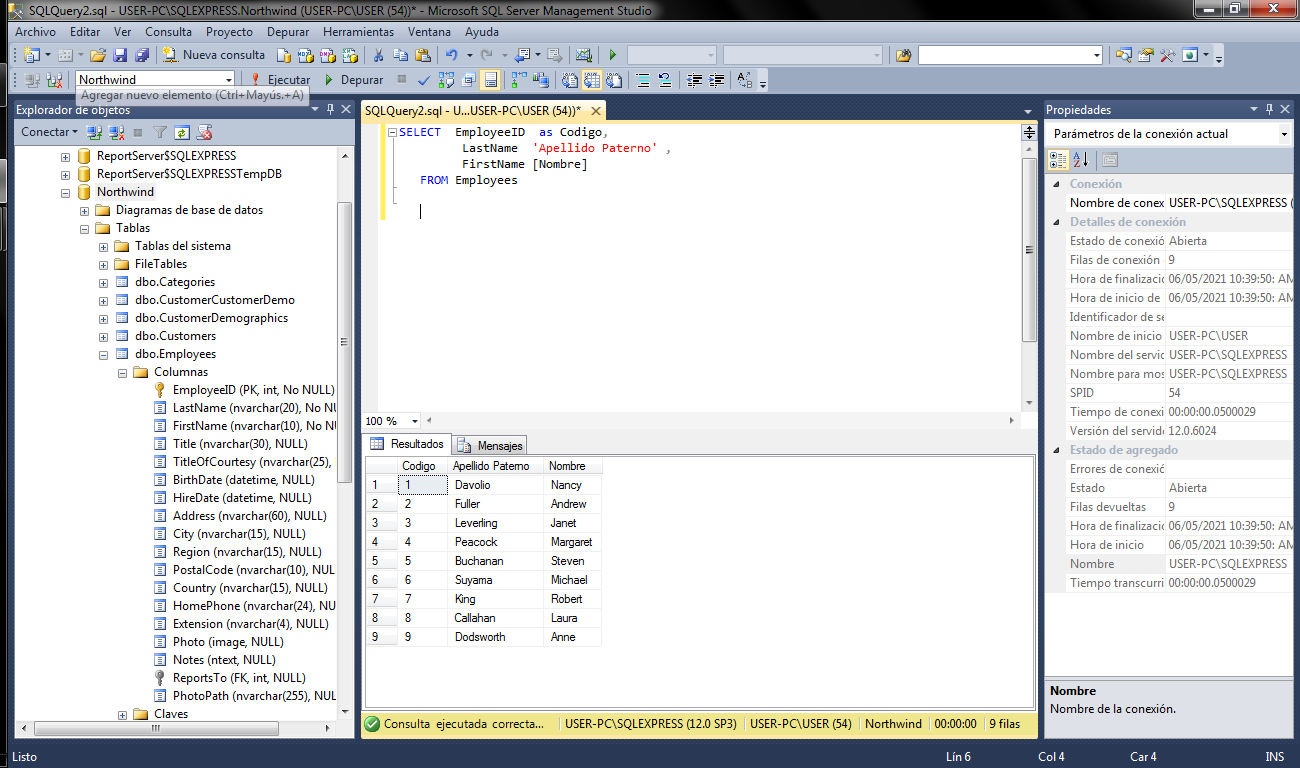 SQLQuery2.sql - USER-PC\SQLEXPRESS.Northwind (USER-PC\USER (54))* - Microsoft SQL Server Management Studio
Archivo Editar Ver Consulta Proyecto Depurar Herramientas Ventana Ayuda
Nueva consulta
Northwind Ejecutar Depurar
Agregar nuevo elemento (Ctrl+Mayús.+A)
Explorador de objetos
Conectar
ReportServer$SQLEXPRESS
ReportServer$SQLEXPRESSTempDB
Northwind
Diagramas de base de datos
Tablas
Tablas del sistema
FileTables
dbo.Categories
dbo.CustomerCustomerDemo
dbo.CustomerDemographics
dbo.Customers
dbo.Employees
Columnas
EmployeeID (PK, int, No NULL)
LastName (nvarchar(20), No NU
FirstName (nvarchar(10), No NU
Title (nvarchar(30), NULL)
TitleOfCourtesy (nvarchar(25),
BirthDate (datetime, NULL)
HireDate (datetime, NULL)
Address (nvarchar(60), NULL)
City (nvarchar(15), NULL)
Region (nvarchar(15), NULL)
PostalCode (nvarchar(10), NUL
Country (nvarchar(15), NULL)
HomePhone (nvarchar(24), NU
Extension (nvarchar(4), NULL)
Photo (image, NULL)
Notes (ntext, NULL)
ReportsTo (FK, int, NULL)
PhotoPath (nvarchar(255), NUL
Claves
SQLQuery2.sql - U...USER-PC\USER (54))*
SELECT EmployeeID as Codigo,
LastName 'Apellido Paterno' ,
FirstName [Nombre]
FROM Employees
100 %
Resultados Mensajes
Codigo Apellido Paterno Nombre
1 1 Davolio Nancy
2 2 Fuller Andrew
3 3 Leverling Janet
4 4 Peacock Margaret
5 5 Buchanan Steven
6 6 Suyama Michael
7 7 King Robert
8 8 Callahan Laura
9 9 Dodsworth Anne
Consulta ejecutada correcta... USER-PC\SQLEXPRESS (12.0 SP3) USER-PC\USER (54) Northwind 00:00:00 9 filas
Propiedades
Parámetros de la conexión actual
Conexión
Nombre de conex USER-PC\SQLEXPRESS (
Detalles de conexión
Estado de conexió Abierta
Filas de conexión 9
Hora de finalizació 06/05/2021 10:39:50: AM
Hora de inicio de 06/05/2021 10:39:50: AM
Identificador de se
Nombre de inicio USER-PC\USER
Nombre del servic USER-PC\SQLEXPRESS
Nombre para mos USER-PC\SQLEXPRESS
SPID 54
Tiempo de conexi 00:00:00.0500029
Versión del servid 12.0.6024
Estado de agregado
Errores de conexió
Estado Abierta
Filas devueltas 9
Hora de finalizació 06/05/2021 10:39:50: AM
Hora de inicio 06/05/2021 10:39:50: AM
Nombre USER-PC\SQLEXPRESS
Tiempo transcurri 00:00:00.0500029
Nombre
Nombre de la conexión.
Listo Lín 6 Col 4 Car 4 INS